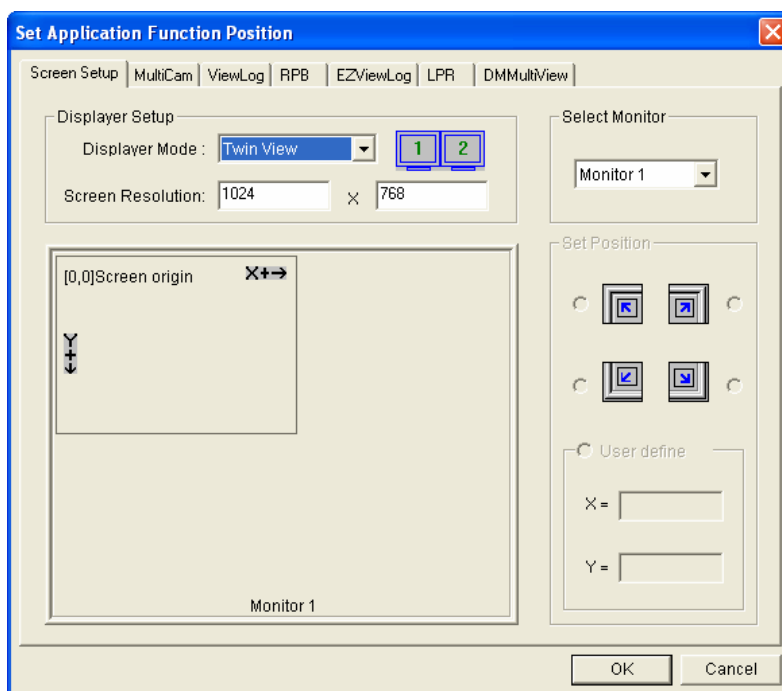 Set Application Function Position
Screen Setup MultiCam ViewLog RPB EZViewLog LPR DMMultiView
Displayer Setup
Displayer Mode : Twin View 1 2
Screen Resolution: 1024 X 768
Select Monitor
Monitor 1
[0,0]Screen origin X+→
Y+↓
Monitor 1
Set Position
User define
X =
Y =
OK Cancel